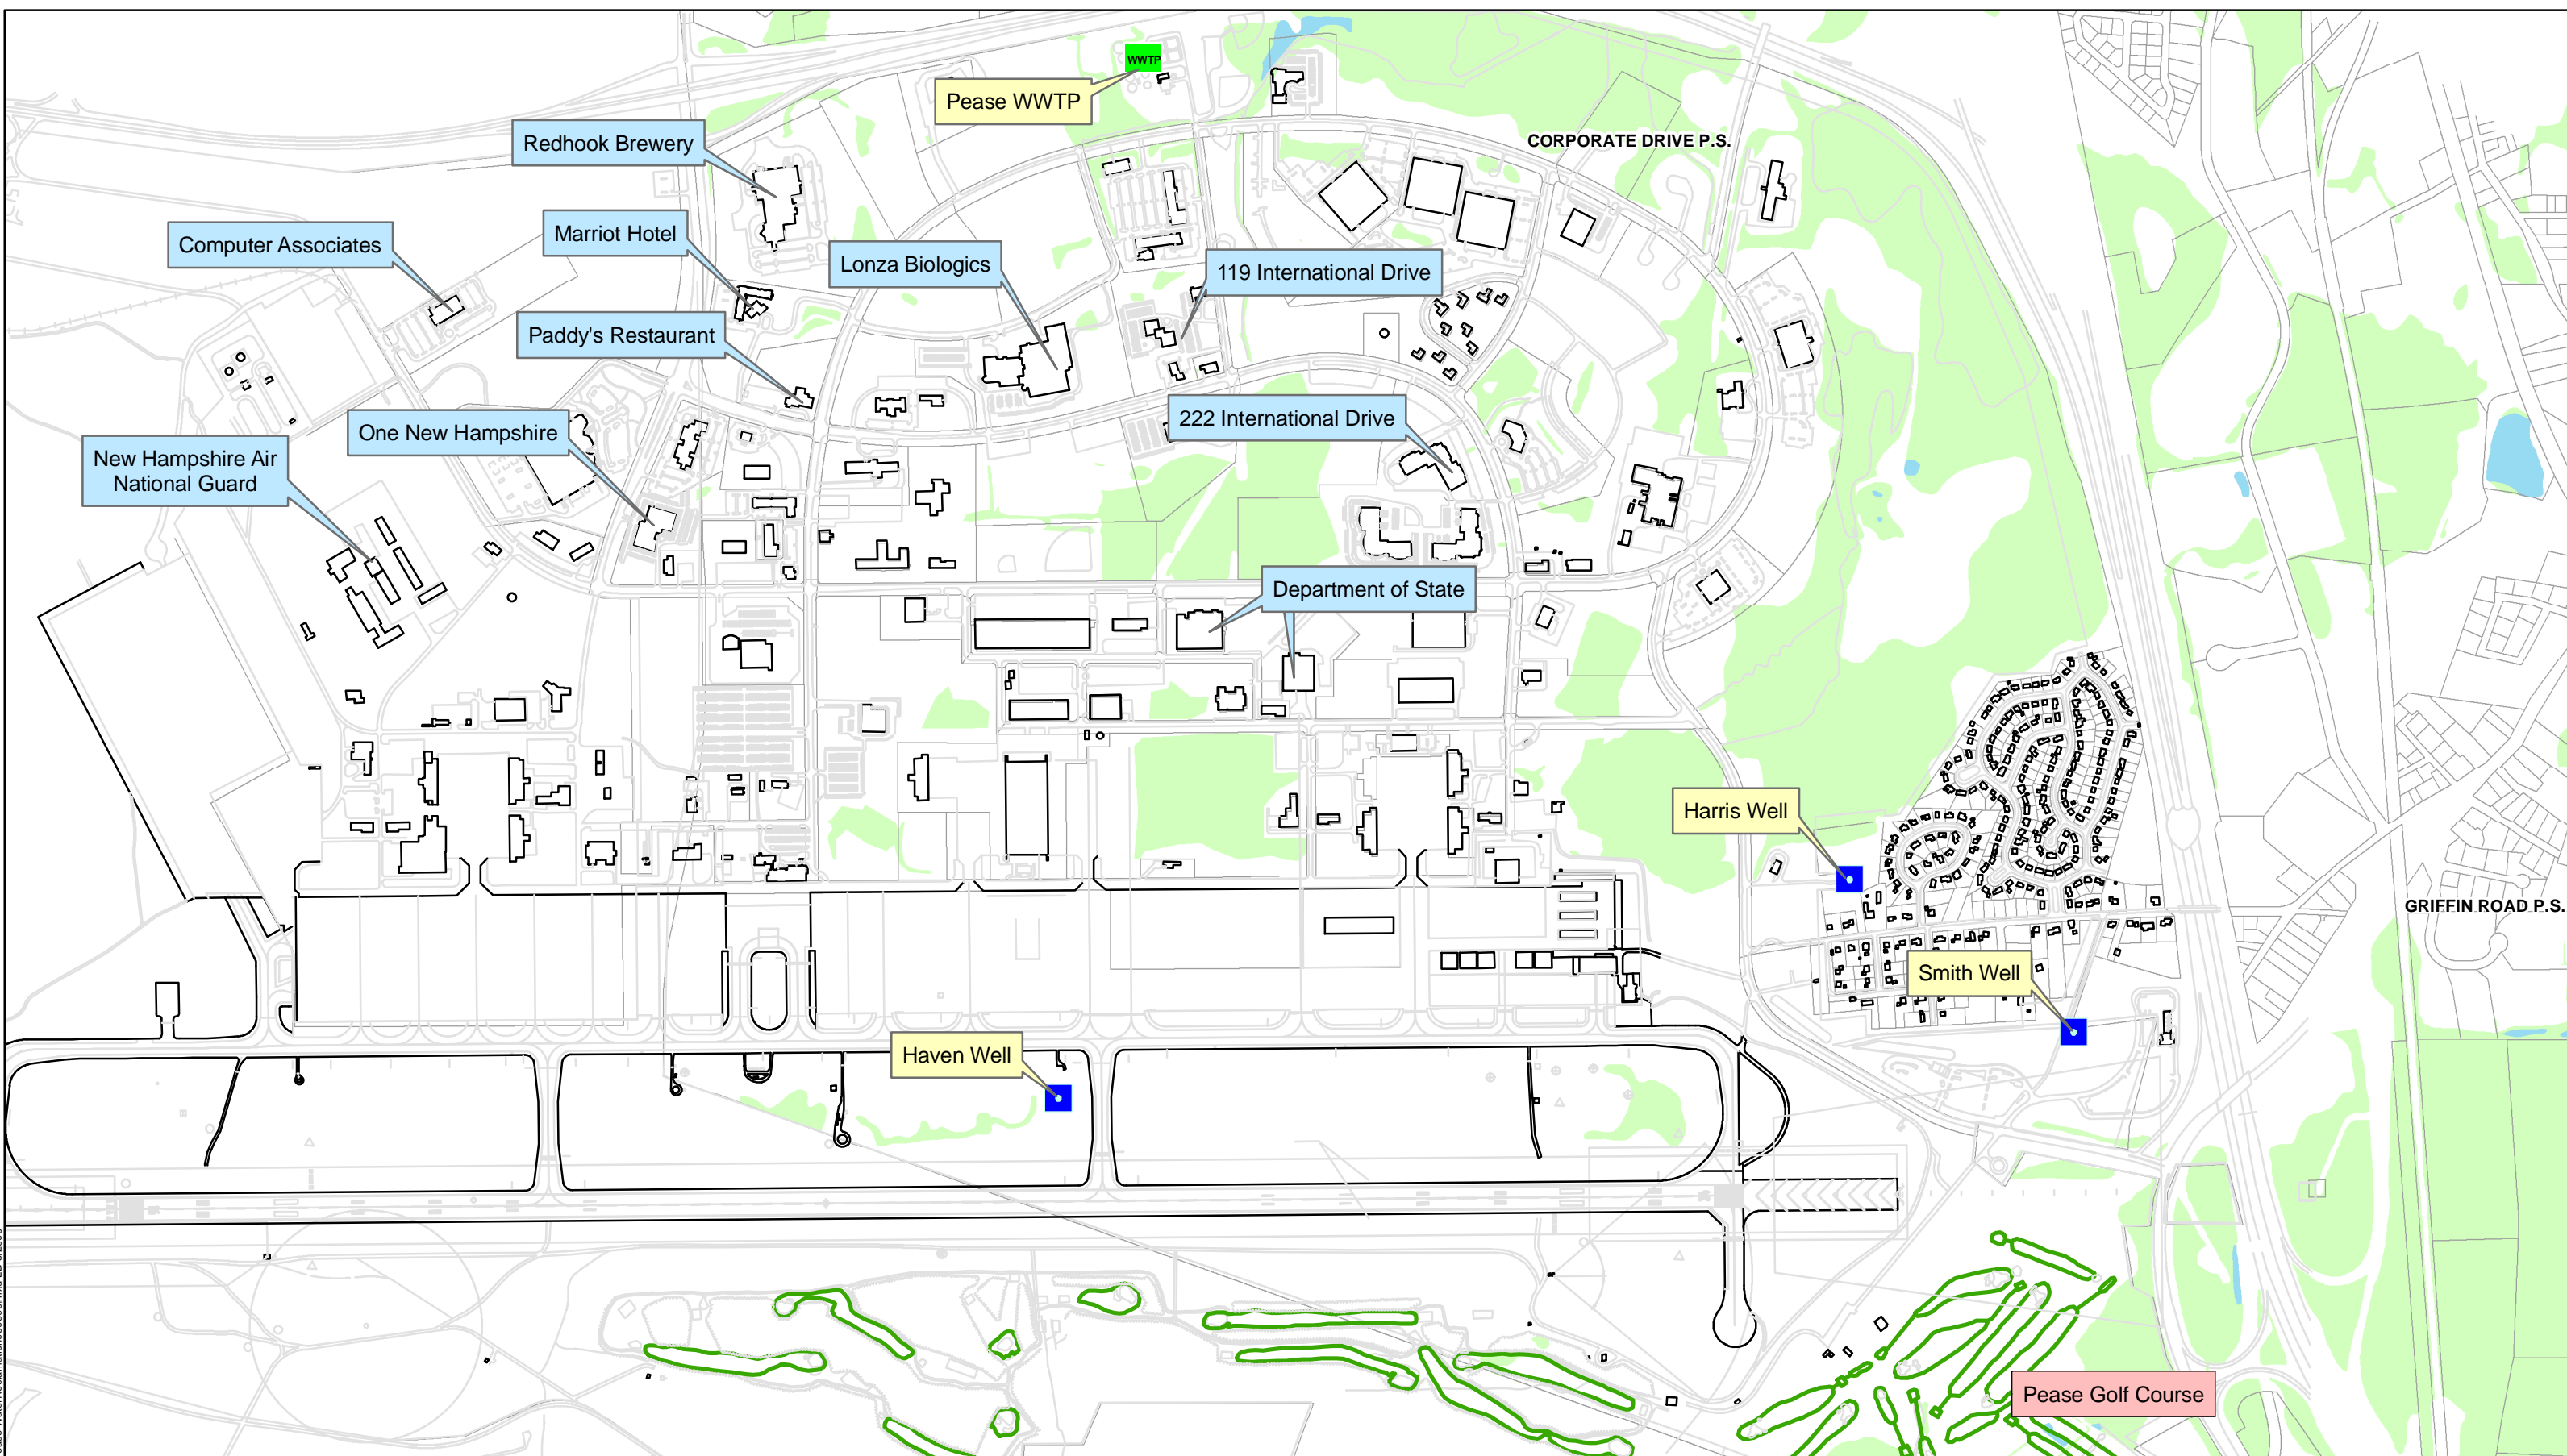 WWTP
Pease WWTP
Redhook Brewery
CORPORATE DRIVE P.S.
Computer Associates
Marriot Hotel
Lonza Biologics
119 International Drive
Paddy's Restaurant
One New Hampshire
222 International Drive
New Hampshire Air
National Guard
Department of State
Harris Well
GRIFFIN ROAD P.S.
Smith Well
Haven Well
Pease Golf Course